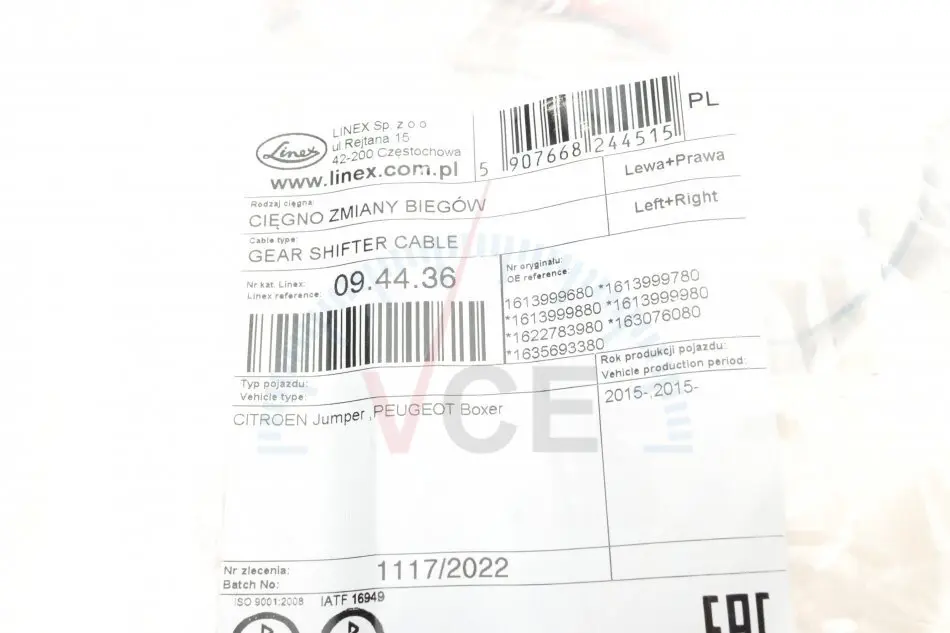 Linex
LINEX Sp. z o o
ul Rejtana 15
42-200 Częstochowa
www.linex.com.pl
5 907668 244515
PL
Rodzaj cięgna:
CIĘGNO ZMIANY BIEGÓW
Lewa+Prawa
Cable type:
GEAR SHIFTER CABLE
Left+Right
Nr kat. Linex:
Linex reference:
09.44.36
Nr oryginału:
OE reference:
1613999680 *1613999780
*1613999880 *1613999980
*1622783980 *163076080
*1635693380
Typ pojazdu:
Vehicle type:
CITROEN Jumper ,PEUGEOT Boxer
Rok produkcji pojazdu:
Vehicle production period:
2015-,2015-
VCE
Nr zlecenia:
Batch No:
1117/2022
ISO 9001:2008
IATF 16949
EAC